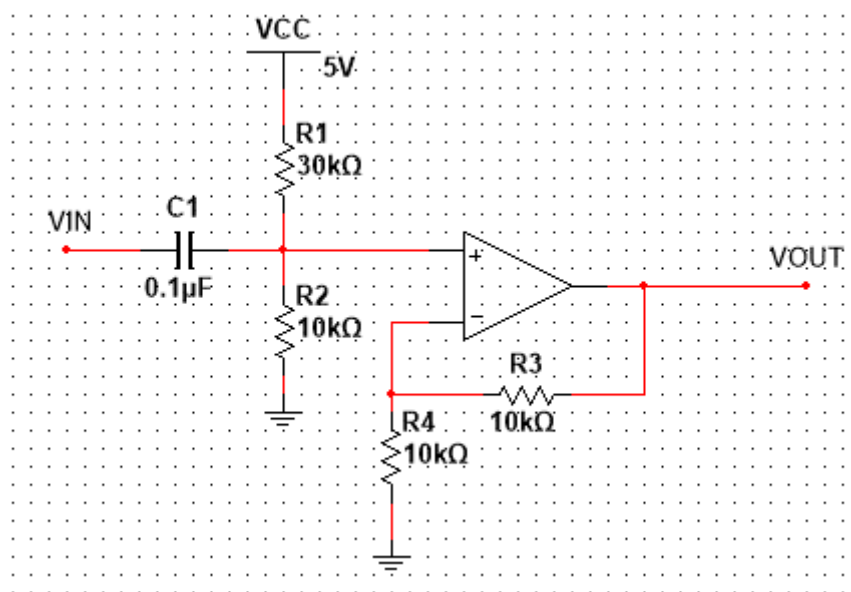 VCC
5V
R1
30kΩ
VIN
C1
0.1µF
R2
10kΩ
+
−
VOUT
R3
10kΩ
R4
10kΩ